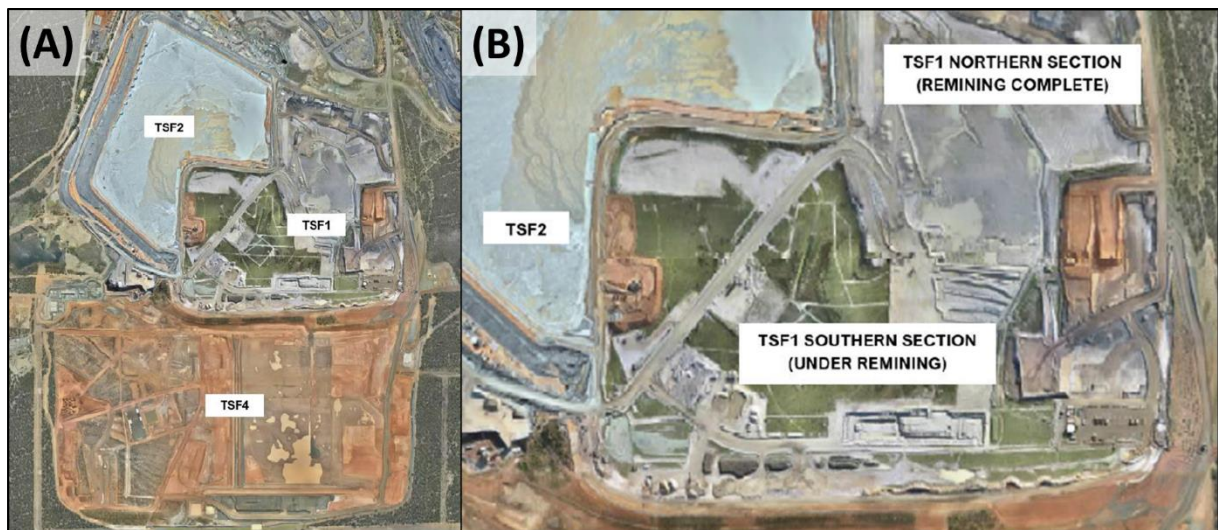 (A)
TSF2
TSF1
TSF4
(B)
TSF1 NORTHERN SECTION
(REMINING COMPLETE)
TSF2
TSF1 SOUTHERN SECTION
(UNDER REMINING)